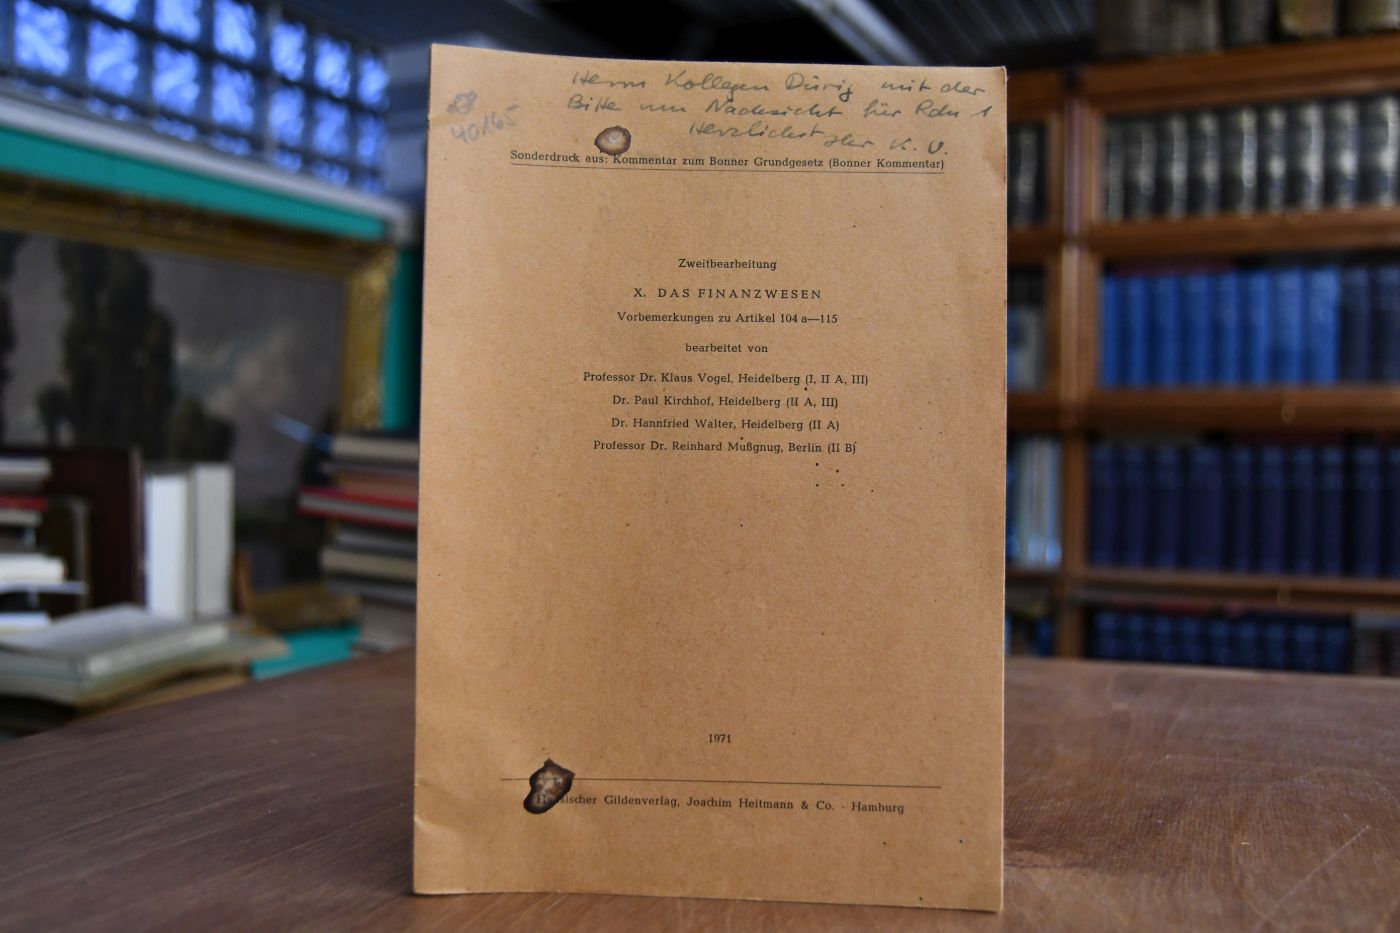 Herrn Kollegen Dürig mit der
Bitte um Nachsicht für Rdn 1
Herzlichst Ihr K. V.
40165
Sonderdruck aus: Kommentar zum Bonner Grundgesetz (Bonner Kommentar)
Zweitbearbeitung
X. DAS FINANZWESEN
Vorbemerkungen zu Artikel 104 a—115
bearbeitet von
Professor Dr. Klaus Vogel, Heidelberg (I, II A, III)
Dr. Paul Kirchhof, Heidelberg (II A, III)
Dr. Hannfried Walter, Heidelberg (II A)
Professor Dr. Reinhard Mußgnug, Berlin (II B)
1971
Gildenverlag, Joachim Heitmann & Co. · Hamburg